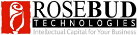 ROSEBUD
TECHNOLOGIES
Intellectual Capital for Your Business